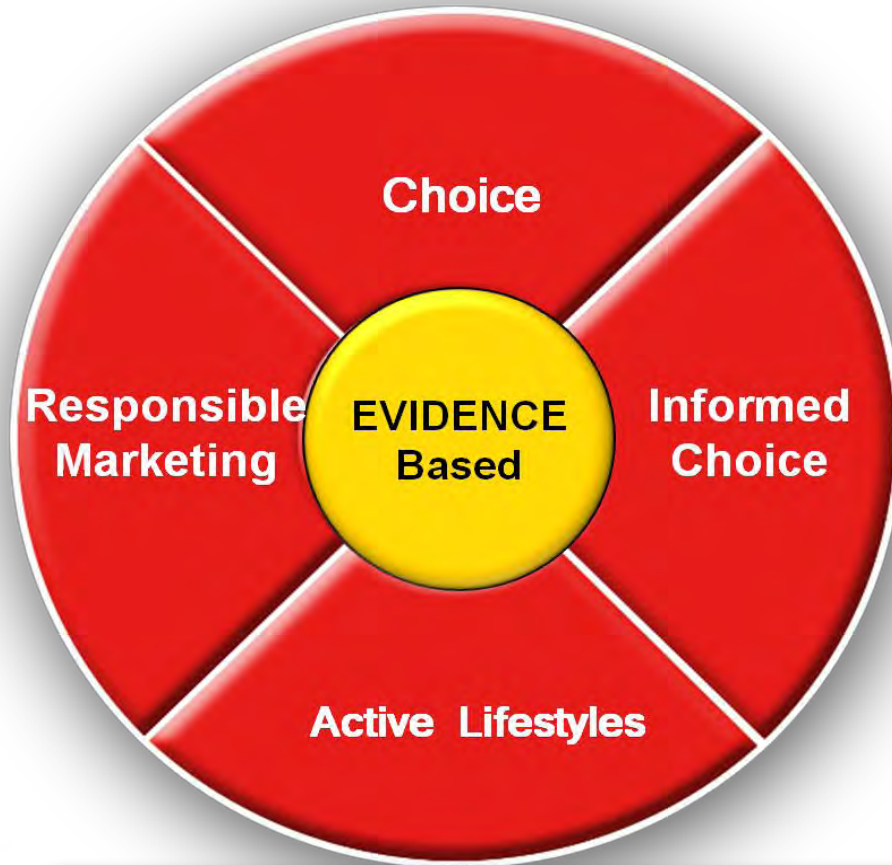 Choice
Responsible
Marketing
EVIDENCE
Based
Informed
Choice
Active Lifestyles